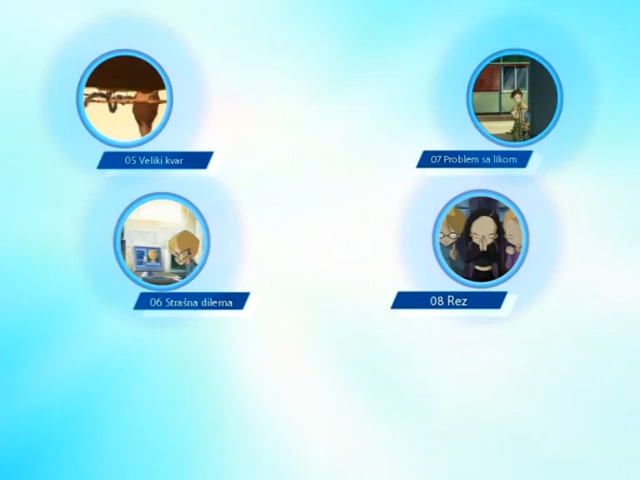 05 Veliki kvar
06 Strašna dilema
07 Problem sa likom
08 Rez